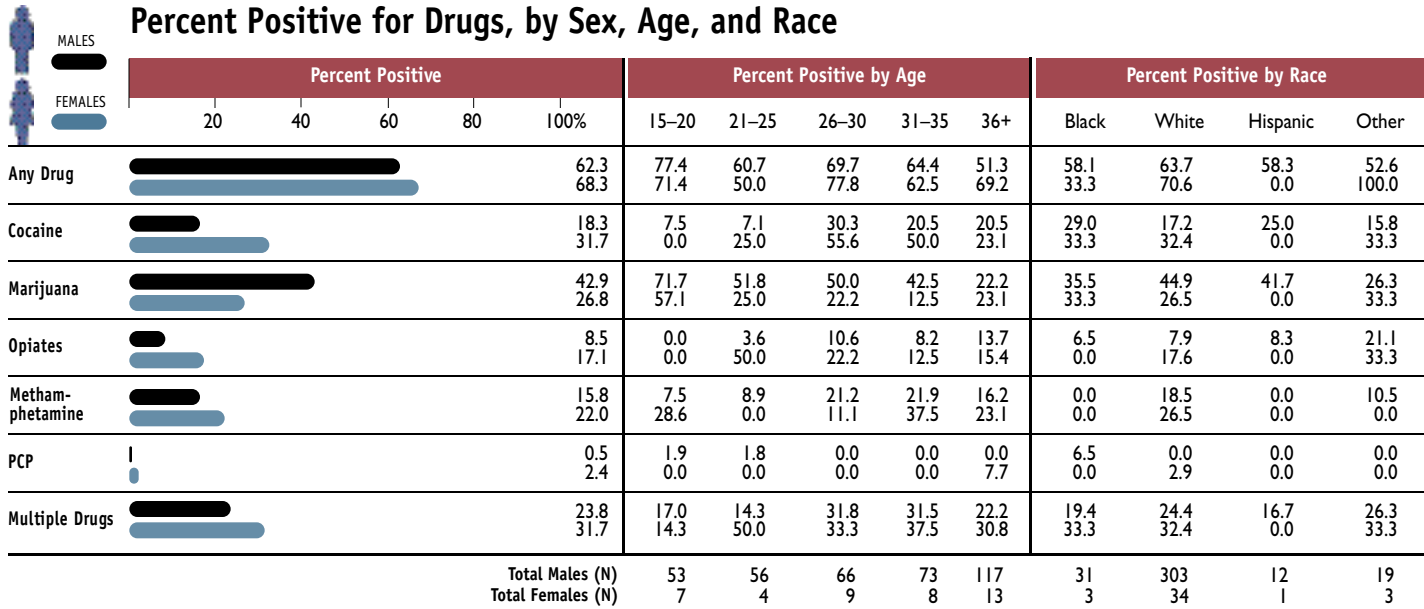 Percent Positive for Drugs, by Sex, Age, and Race
MALES
FEMALES
Percent Positive Percent Positive by Age Percent Positive by Race
20 40 60 80 100% 15–20 21–25 26–30 31–35 36+ Black White Hispanic Other
Any Drug 62.3 77.4 60.7 69.7 64.4 51.3 58.1 63.7 58.3 52.6
68.3 71.4 50.0 77.8 62.5 69.2 33.3 70.6 0.0 100.0
Cocaine 18.3 7.5 7.1 30.3 20.5 20.5 29.0 17.2 25.0 15.8
31.7 0.0 25.0 55.6 50.0 23.1 33.3 32.4 0.0 33.3
Marijuana 42.9 71.7 51.8 50.0 42.5 22.2 35.5 44.9 41.7 26.3
26.8 57.1 25.0 22.2 12.5 23.1 33.3 26.5 0.0 33.3
Opiates 8.5 0.0 3.6 10.6 8.2 13.7 6.5 7.9 8.3 21.1
17.1 0.0 50.0 22.2 12.5 15.4 0.0 17.6 0.0 33.3
Metham- 15.8 7.5 8.9 21.2 21.9 16.2 0.0 18.5 0.0 10.5
phetamine 22.0 28.6 0.0 11.1 37.5 23.1 0.0 26.5 0.0 0.0
PCP 0.5 1.9 1.8 0.0 0.0 0.0 6.5 0.0 0.0 0.0
2.4 0.0 0.0 0.0 0.0 7.7 0.0 2.9 0.0 0.0
Multiple Drugs 23.8 17.0 14.3 31.8 31.5 22.2 19.4 24.4 16.7 26.3
31.7 14.3 50.0 33.3 37.5 30.8 33.3 32.4 0.0 33.3
Total Males (N) 53 56 66 73 117 31 303 12 19
Total Females (N) 7 4 9 8 13 3 34 1 3